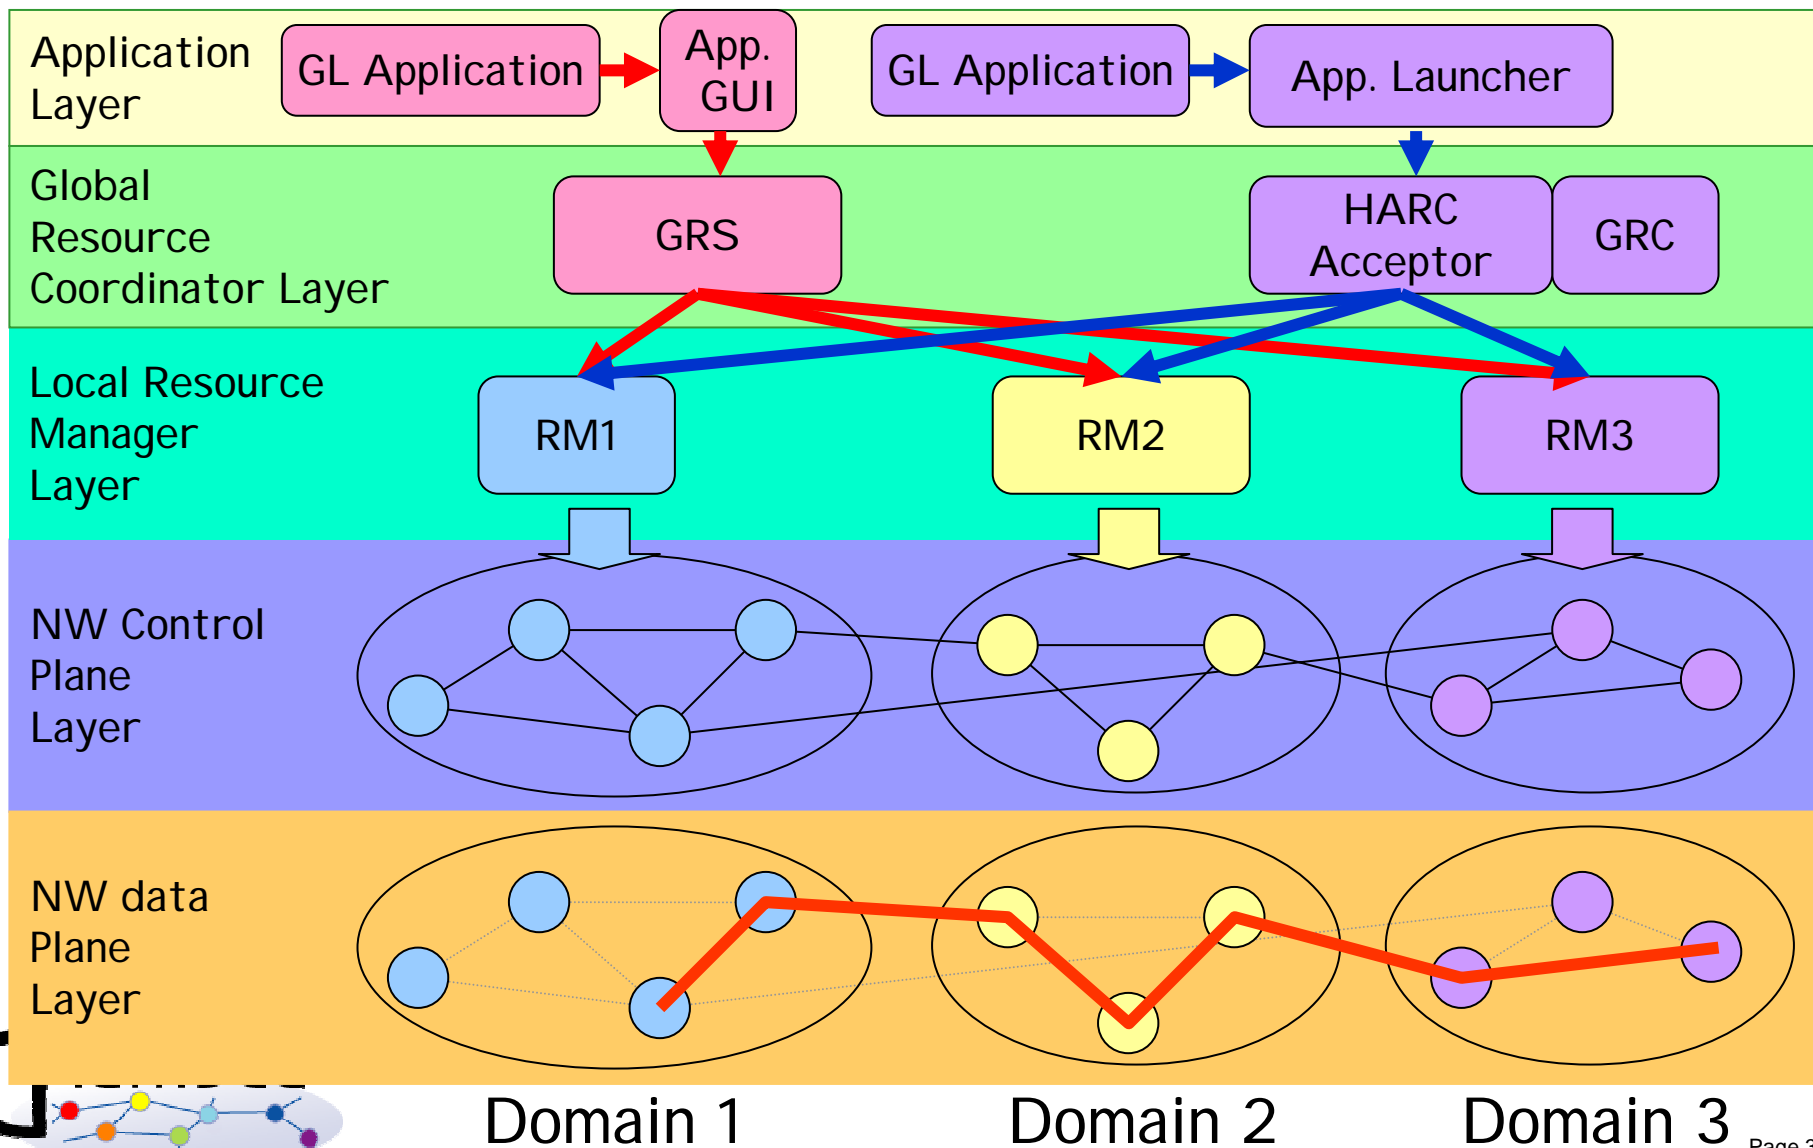 Application
Layer
GL Application
App.
GUI
GL Application
App. Launcher
Global
Resource
Coordinator Layer
GRS
HARC
Acceptor
GRC
Local Resource
Manager
Layer
RM1
RM2
RM3
NW Control
Plane
Layer
NW data
Plane
Layer
Domain 1
Domain 2
Domain 3
Page 3